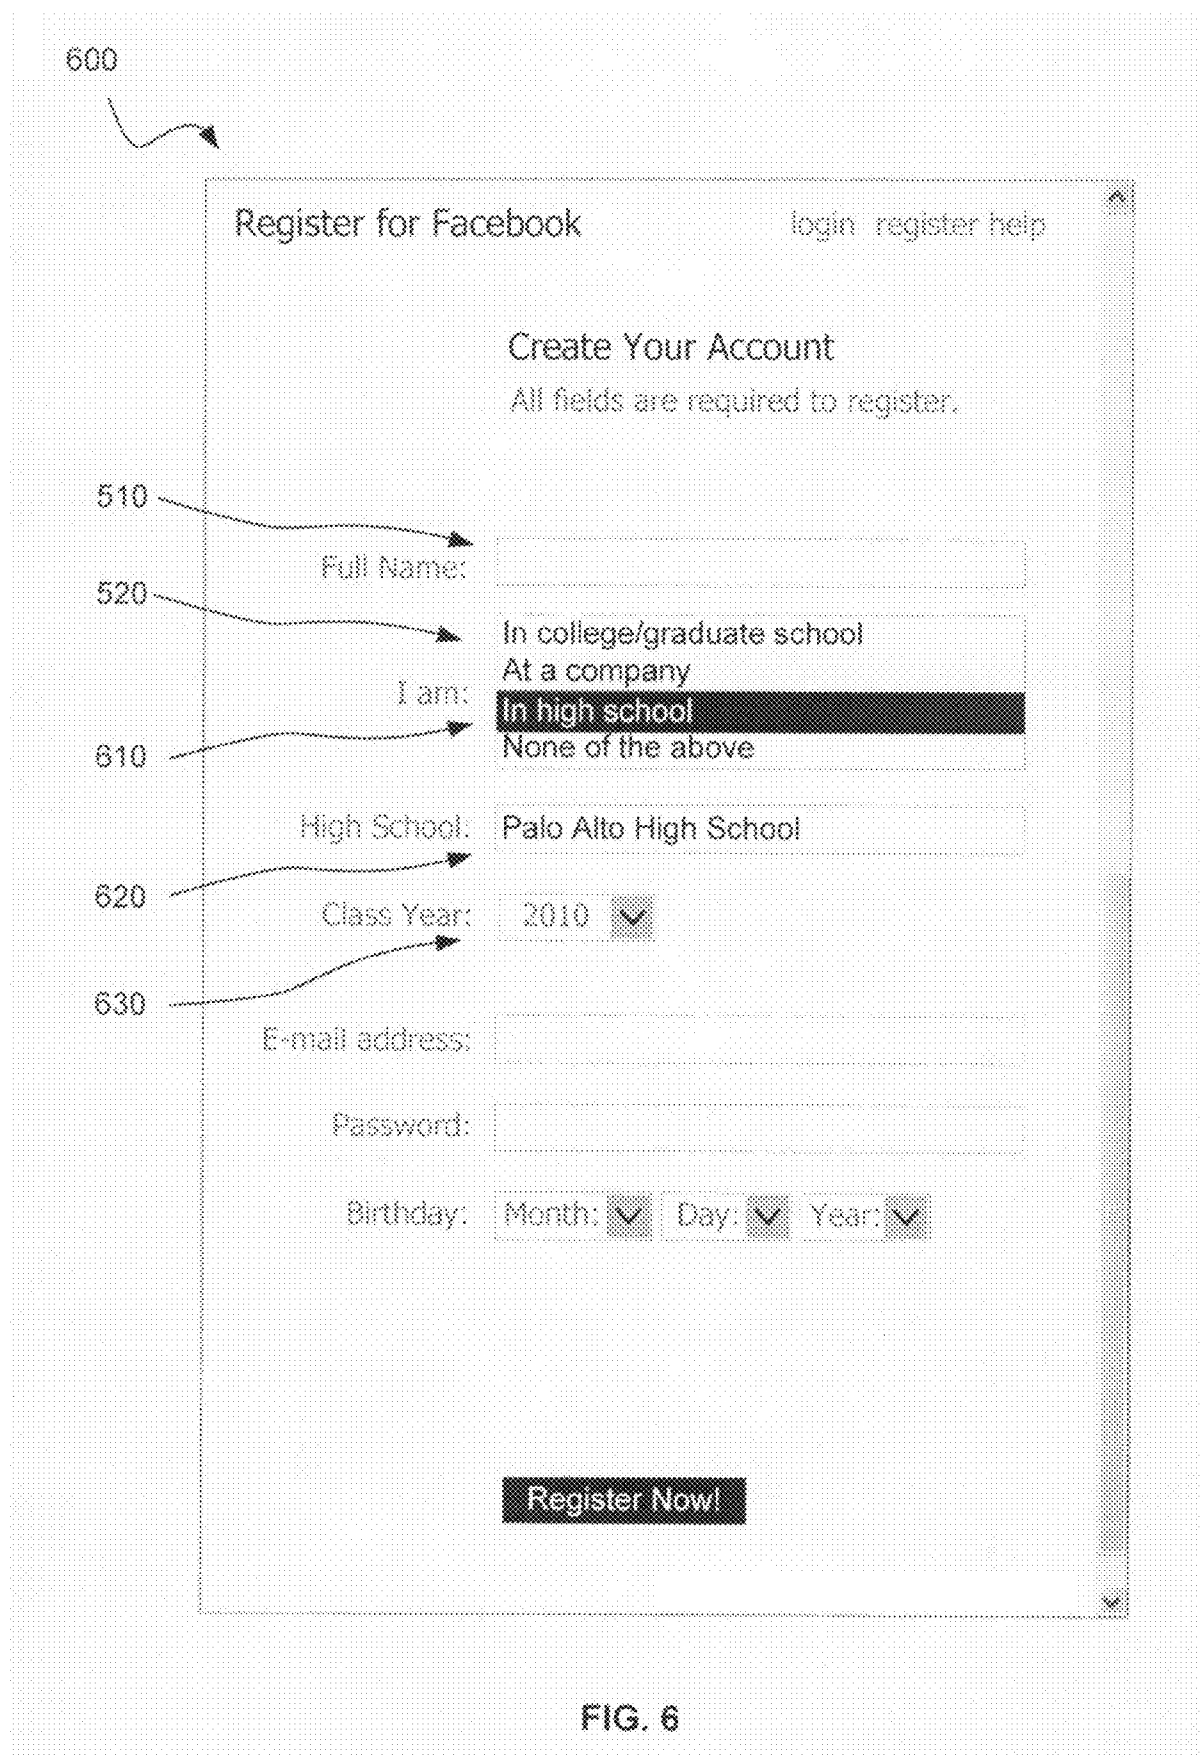 600
Register for Facebook login register help
Create Your Account
All fields are required to register.
510
Full Name:
520
In college/graduate school
At a company
I am:
In high school
610
None of the above
High School: Palo Alto High School
620
Class Year: 2010
630
E-mail address:
Password:
Birthday: Month: Day: Year:
Register Now!
FIG. 6